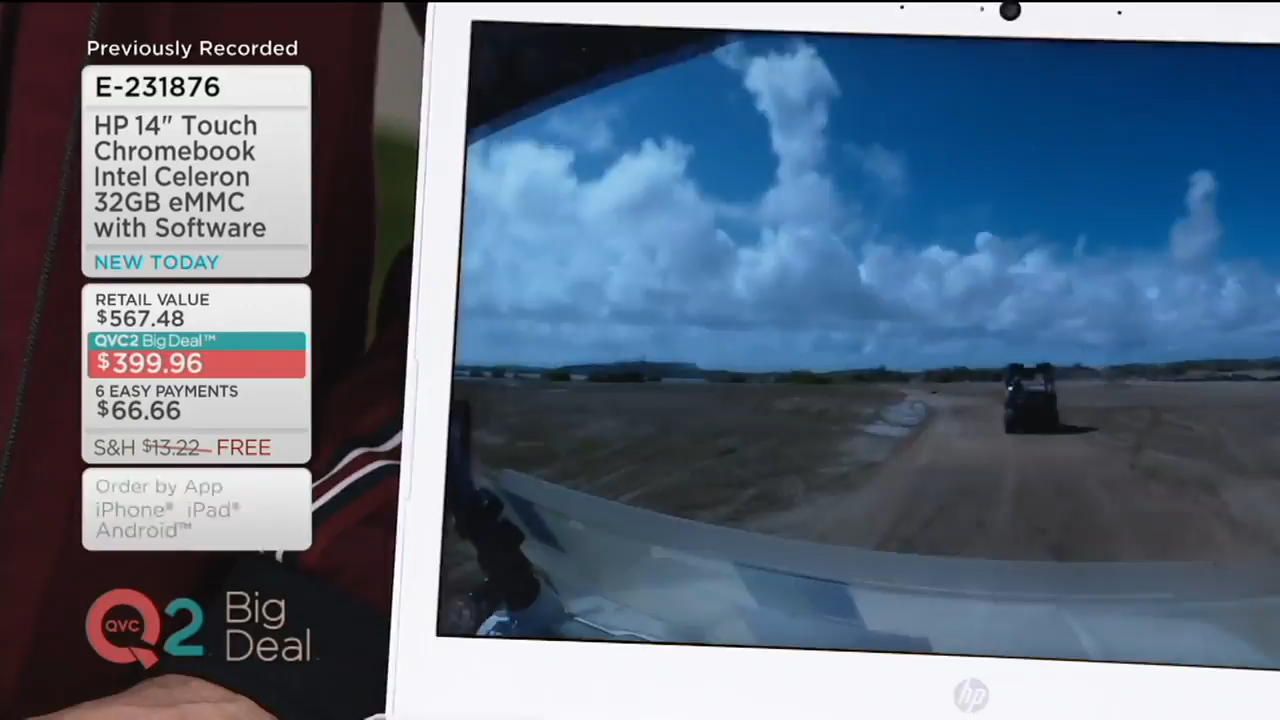 Previously Recorded
E-231876
HP 14" Touch
Chromebook
Intel Celeron
32GB eMMC
with Software
NEW TODAY
RETAIL VALUE
$567.48
QVC2 Big Deal™
$399.96
6 EASY PAYMENTS
$66.66
S&H $13.22 FREE
Order by App
iPhone® iPad®
Android™
QVC 2 Big
Deal
hp